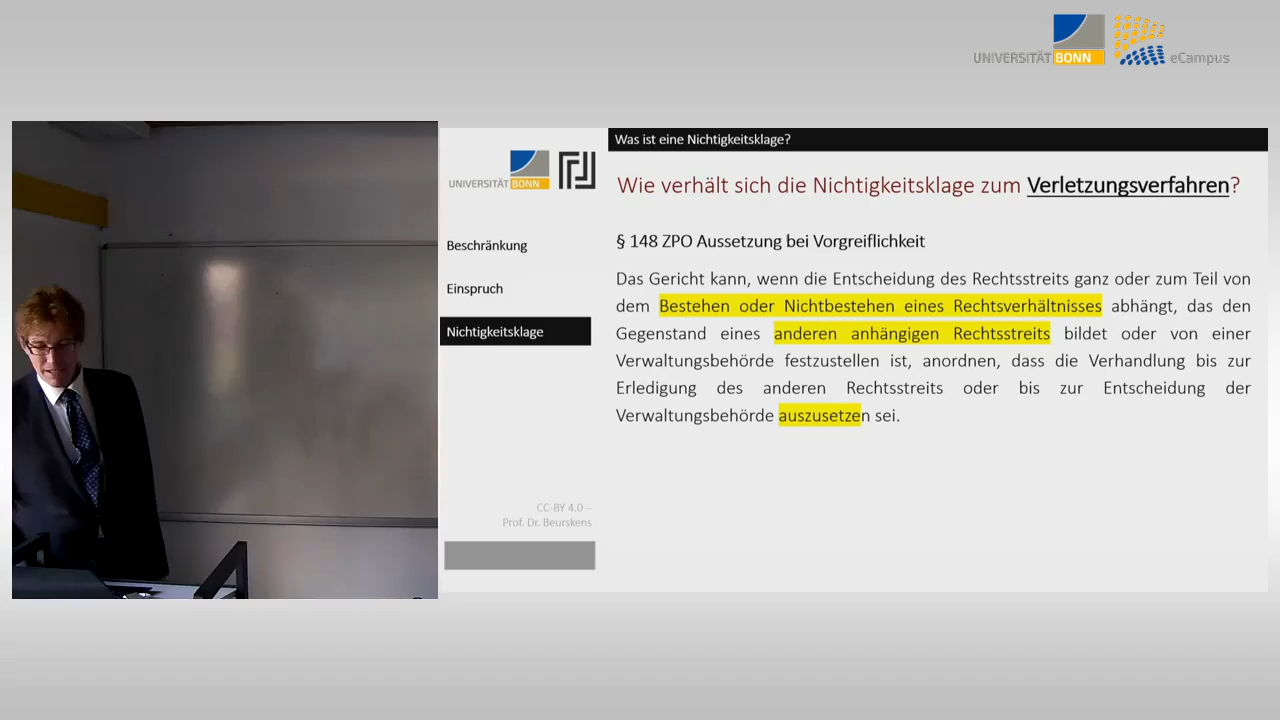 UNIVERSITÄT BONN eCampus
UNIVERSITÄT BONN
Was ist eine Nichtigkeitsklage?
Wie verhält sich die Nichtigkeitsklage zum Verletzungsverfahren?
Beschränkung
Einspruch
Nichtigkeitsklage
§ 148 ZPO Aussetzung bei Vorgreiflichkeit
Das Gericht kann, wenn die Entscheidung des Rechtsstreits ganz oder zum Teil von
dem Bestehen oder Nichtbestehen eines Rechtsverhältnisses abhängt, das den
Gegenstand eines anderen anhängigen Rechtsstreits bildet oder von einer
Verwaltungsbehörde festzustellen ist, anordnen, dass die Verhandlung bis zur
Erledigung des anderen Rechtsstreits oder bis zur Entscheidung der
Verwaltungsbehörde auszusetzen sei.
CC-BY 4.0 –
Prof. Dr. Beurskens